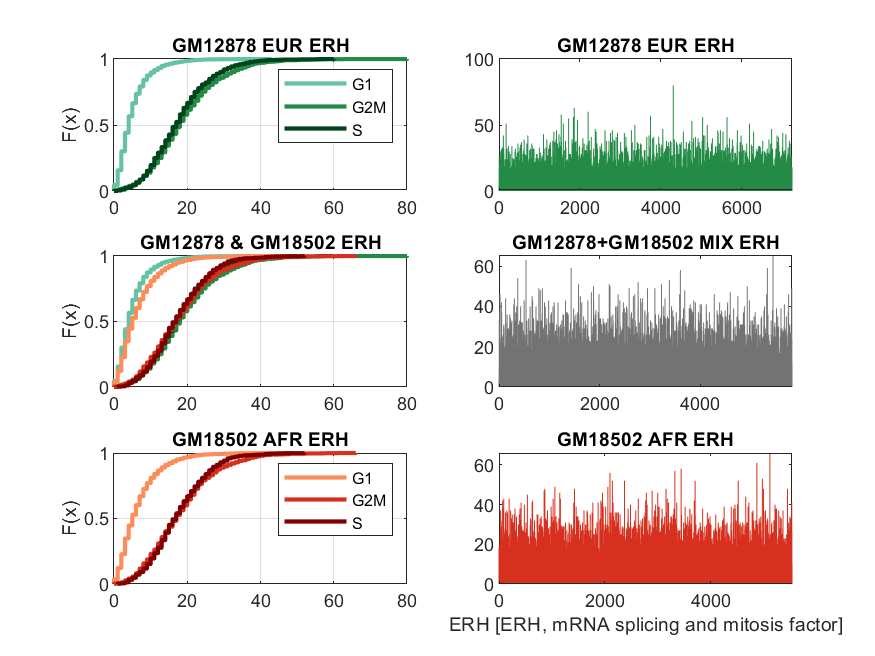 GM12878 EUR ERH
F(x)
1
0.5
0
0 20 40 60 80
G1
G2M
S
GM12878 EUR ERH
100
50
0
0 2000 4000 6000
GM12878 & GM18502 ERH
F(x)
1
0.5
0
0 20 40 60 80
GM12878+GM18502 MIX ERH
60
40
20
0
0 2000 4000
GM18502 AFR ERH
F(x)
1
0.5
0
0 20 40 60 80
G1
G2M
S
GM18502 AFR ERH
60
40
20
0
0 2000 4000
ERH [ERH, mRNA splicing and mitosis factor]